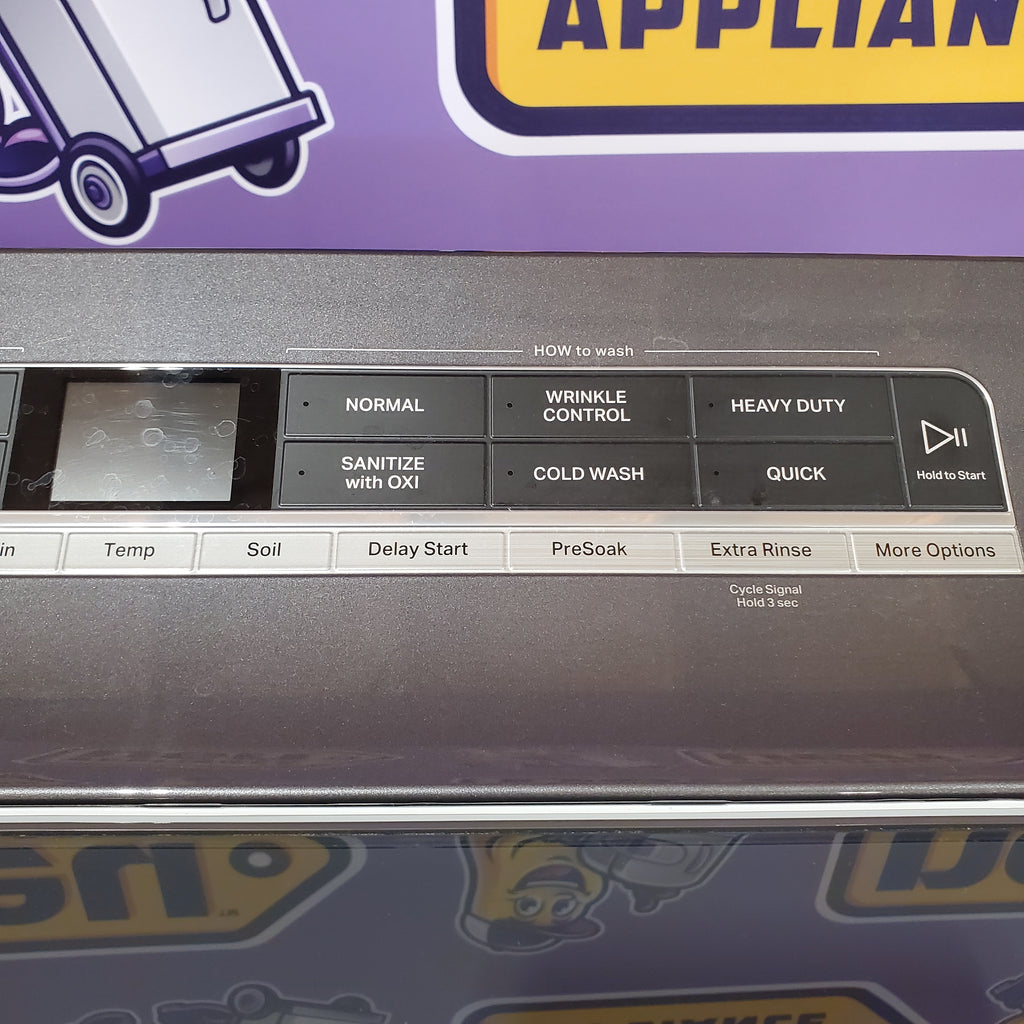 APPLIAN
HOW to wash
NORMAL
WRINKLE
CONTROL
HEAVY DUTY
SANITIZE
with OXI
COLD WASH
QUICK
Hold to Start
in
Temp
Soil
Delay Start
PreSoak
Extra Rinse
More Options
Cycle Signal
Hold 3 sec